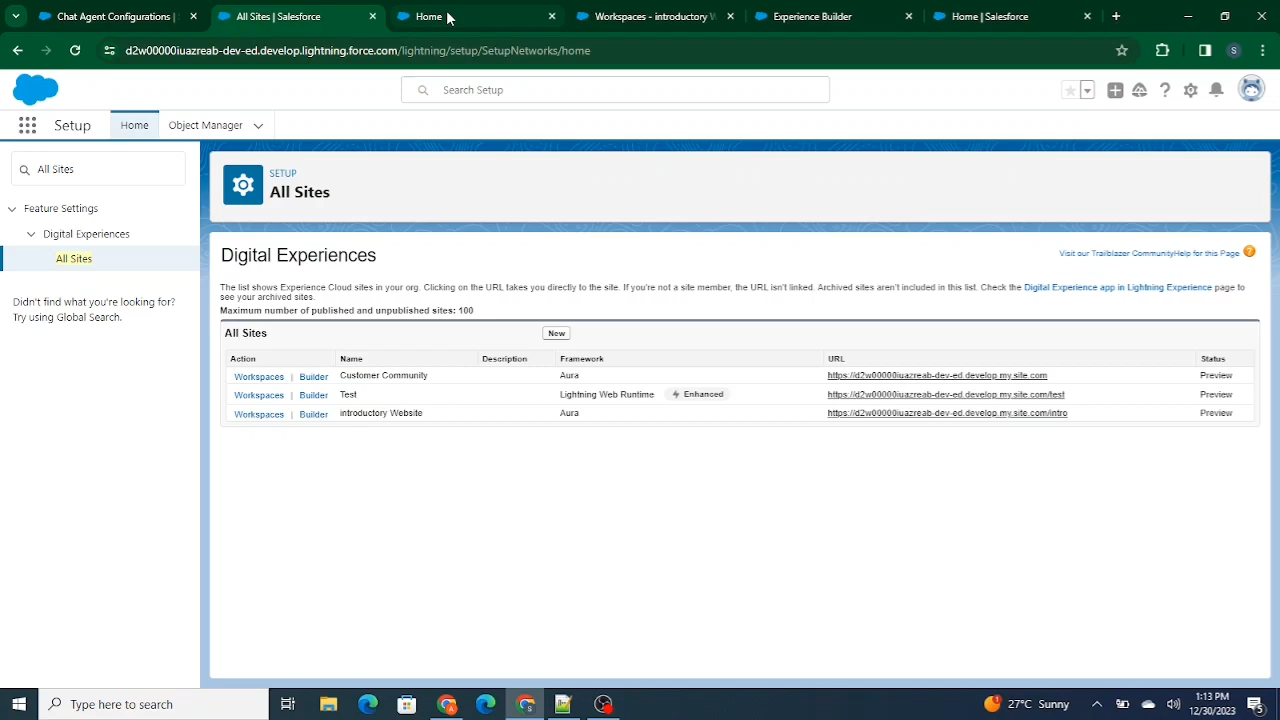 Chat Agent Configurations |
All Sites | Salesforce
Home
Workspaces - introductory W
Experience Builder
Home | Salesforce
d2w00000iuazreab-dev-ed.develop.lightning.force.com/lightning/setup/SetupNetworks/home
S
Search Setup
Setup
Home
Object Manager
All Sites
Feature Settings
Digital Experiences
All Sites
Didn't find what you're looking for?
Try using Global Search.
SETUP
All Sites
Digital Experiences
Visit our Trailblazer Community Help for this Page ?
The list shows Experience Cloud sites in your org. Clicking on the URL takes you directly to the site. If you're not a site member, the URL isn't linked. Archived sites aren't included in this list. Check the Digital Experience app in Lightning Experience page to
see your archived sites.
Maximum number of published and unpublished sites: 100
All Sites New
Action Name Description Framework URL Status
Workspaces | Builder Customer Community Aura https://d2w00000iuazreab-dev-ed.develop.my.site.com Preview
Workspaces | Builder Test Lightning Web Runtime Enhanced https://d2w00000iuazreab-dev-ed.develop.my.site.com/test Preview
Workspaces | Builder introductory Website Aura https://d2w00000iuazreab-dev-ed.develop.my.site.com/intro Preview
Type here to search
27°C Sunny
1:13 PM
12/30/2023